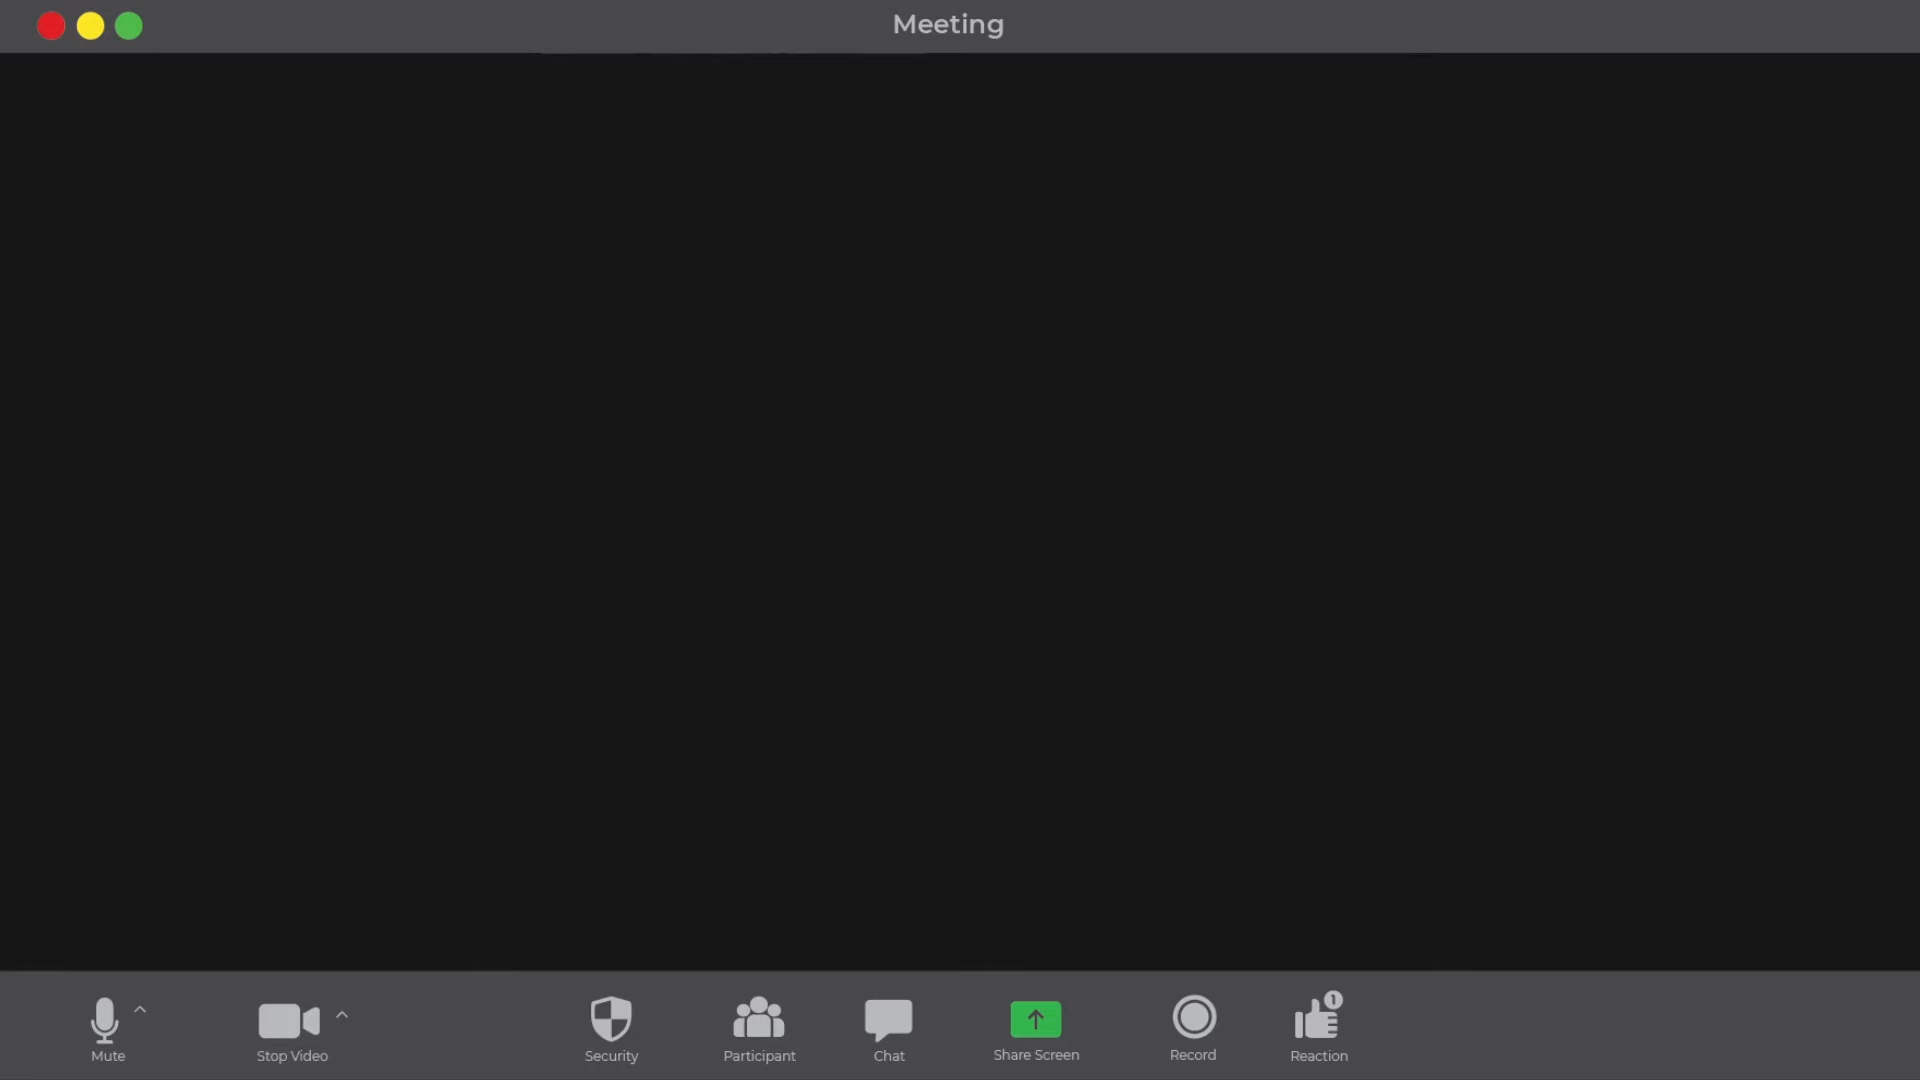 Meeting
1
Mute
Stop Video
Security
Participant
Chat
Share Screen
Record
Reaction